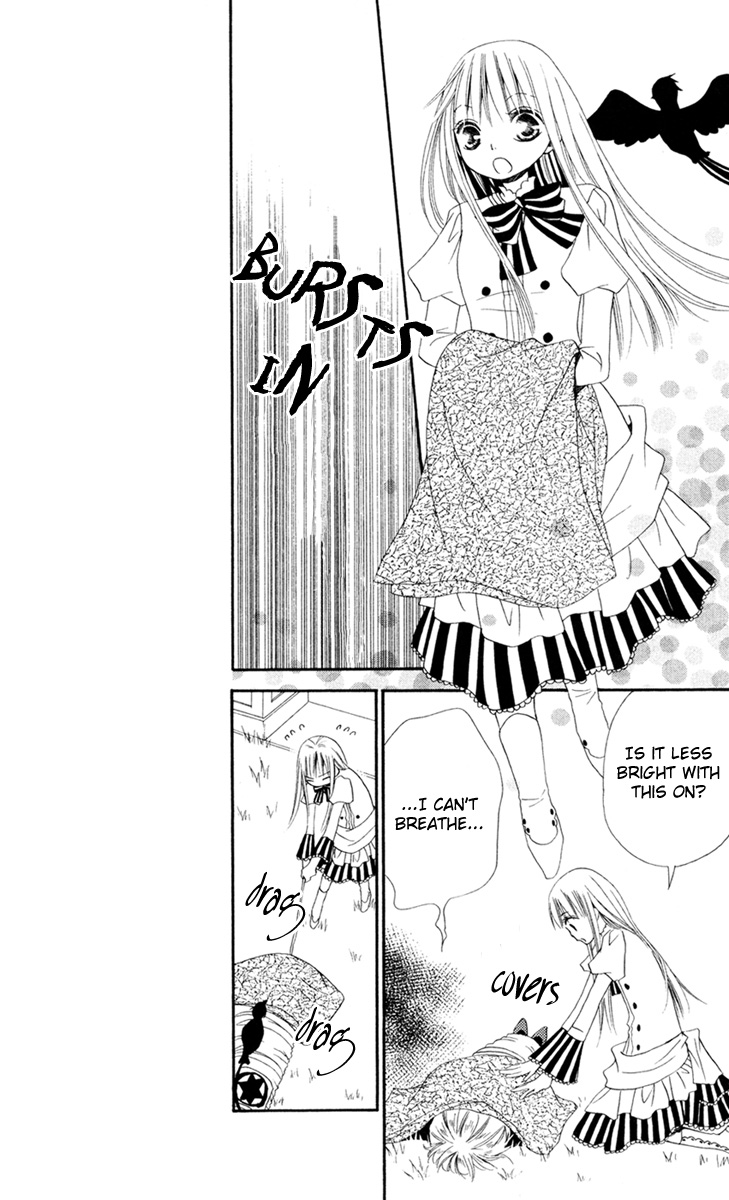 BURSTS
IN
IS IT LESS
BRIGHT WITH
THIS ON?
...I CAN'T
BREATHE...
covers
drag
drag